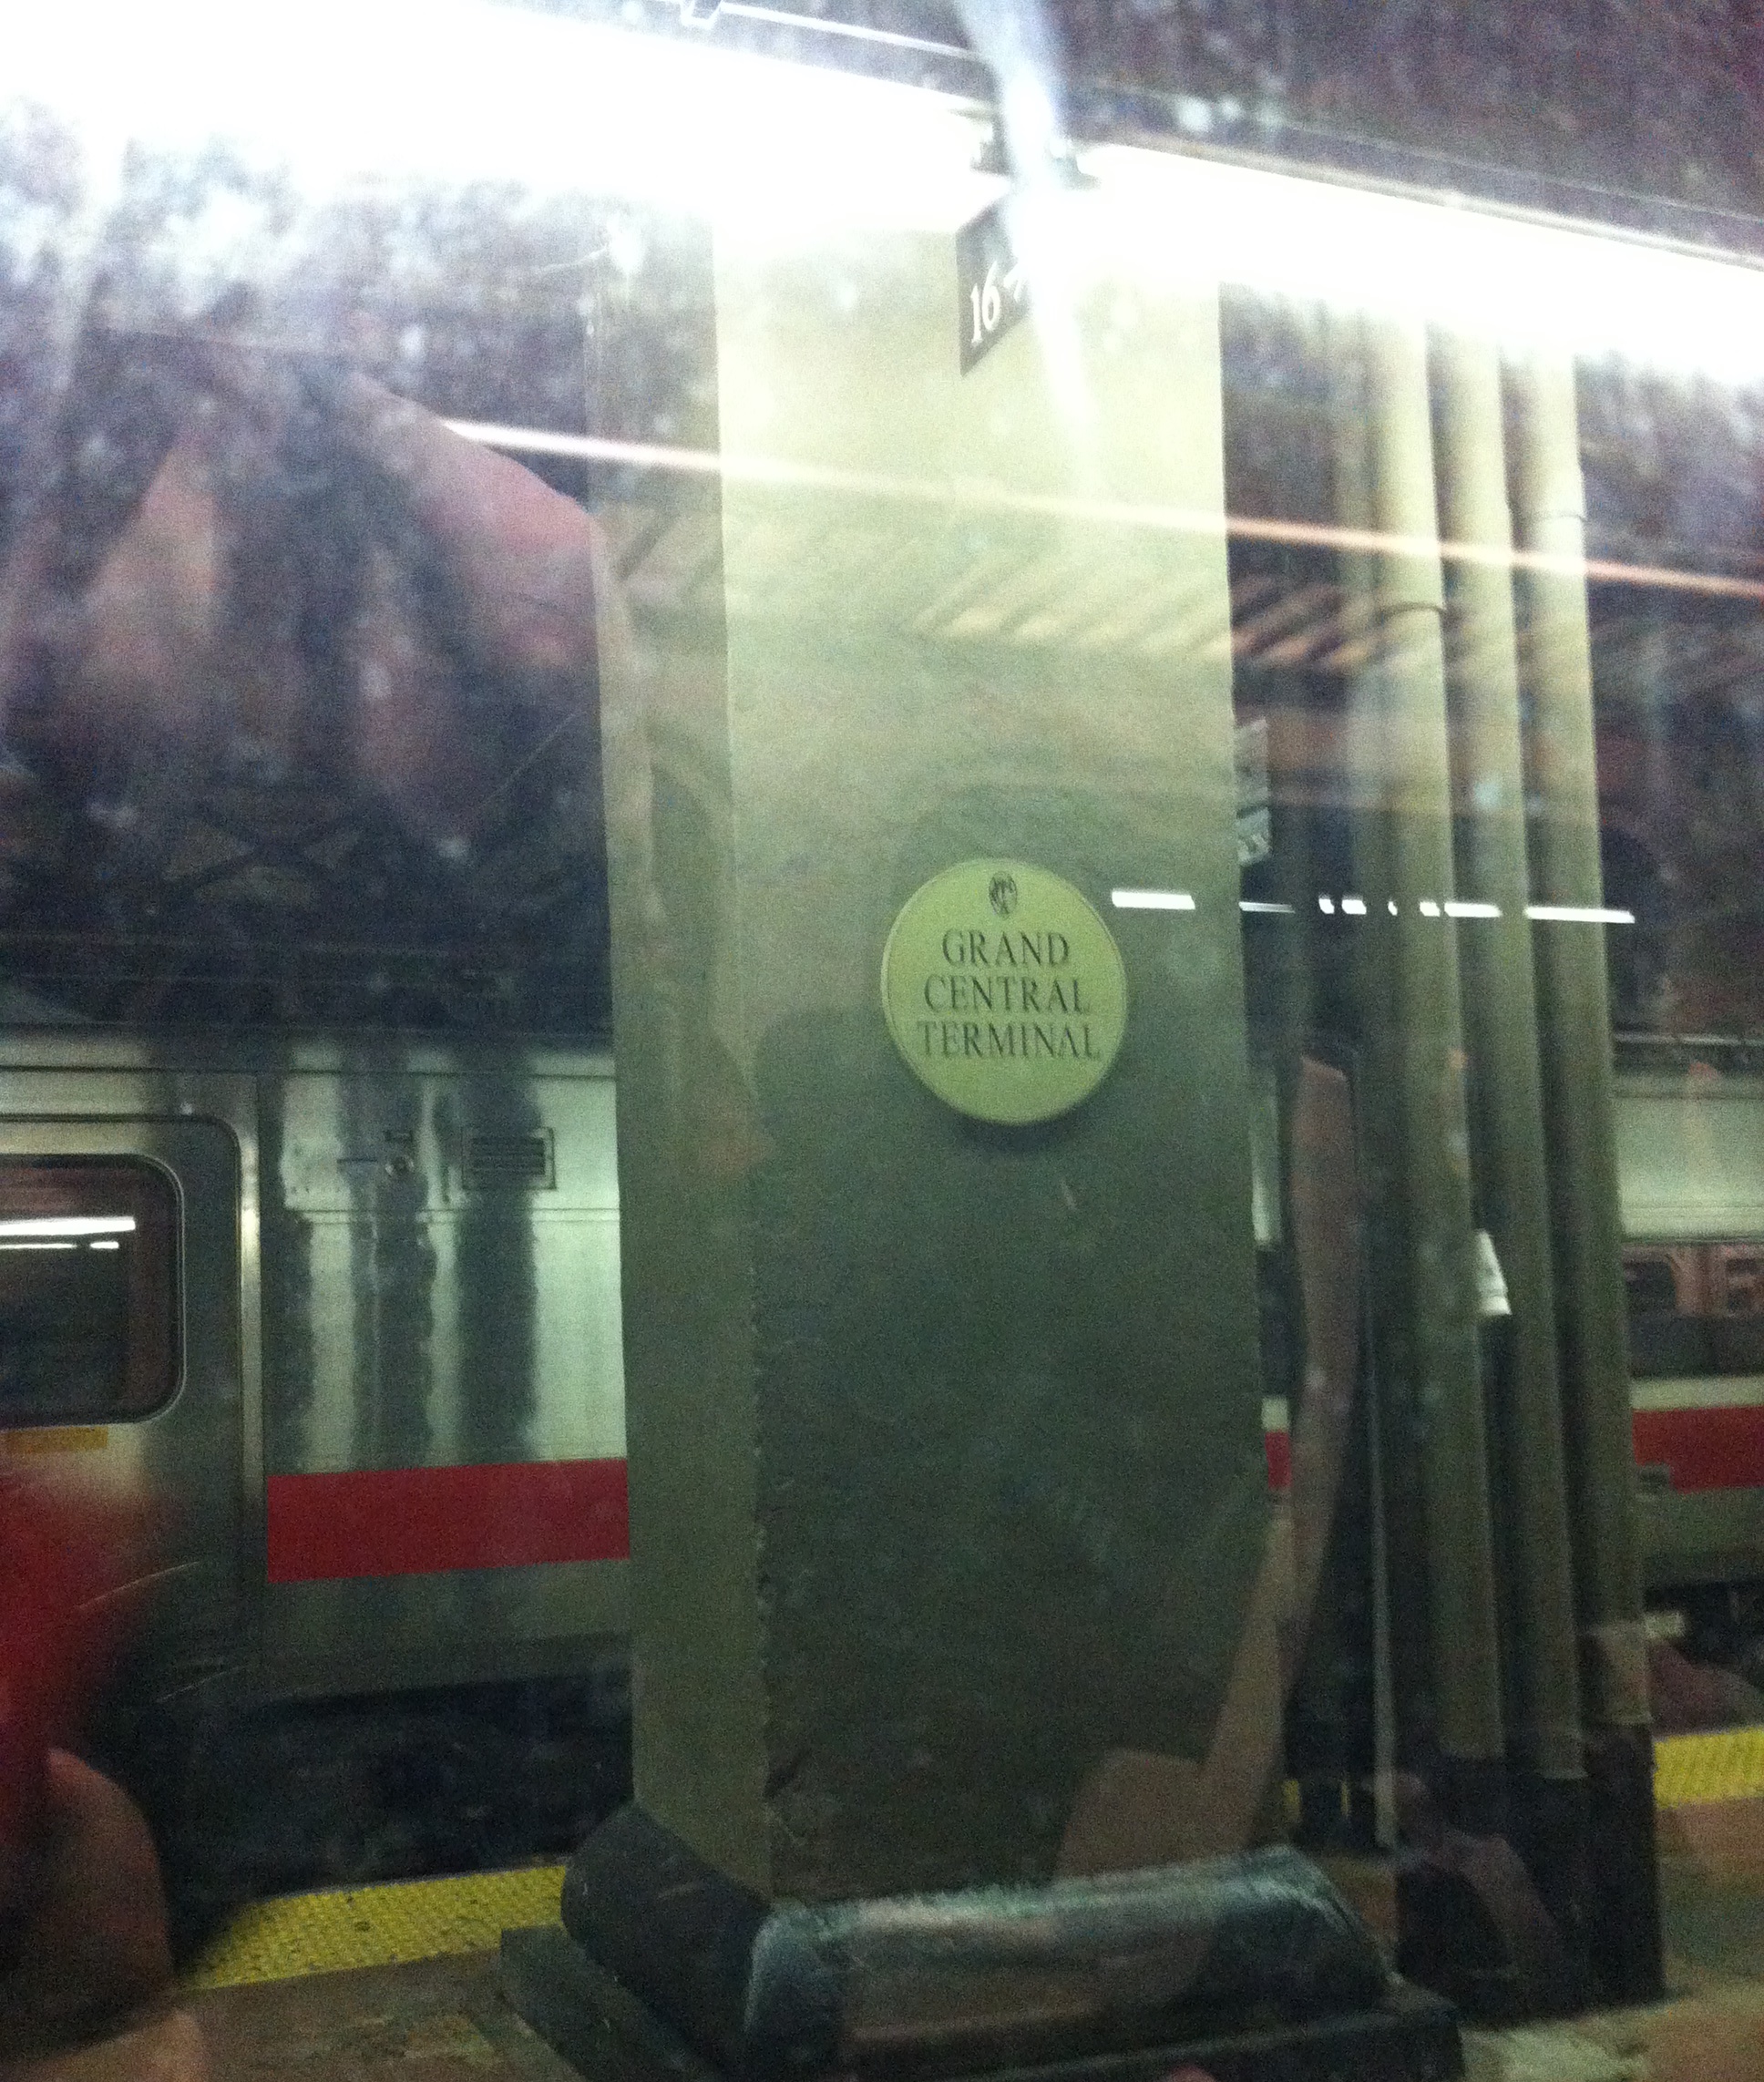 16
GRAND
CENTRAL
TERMINAL